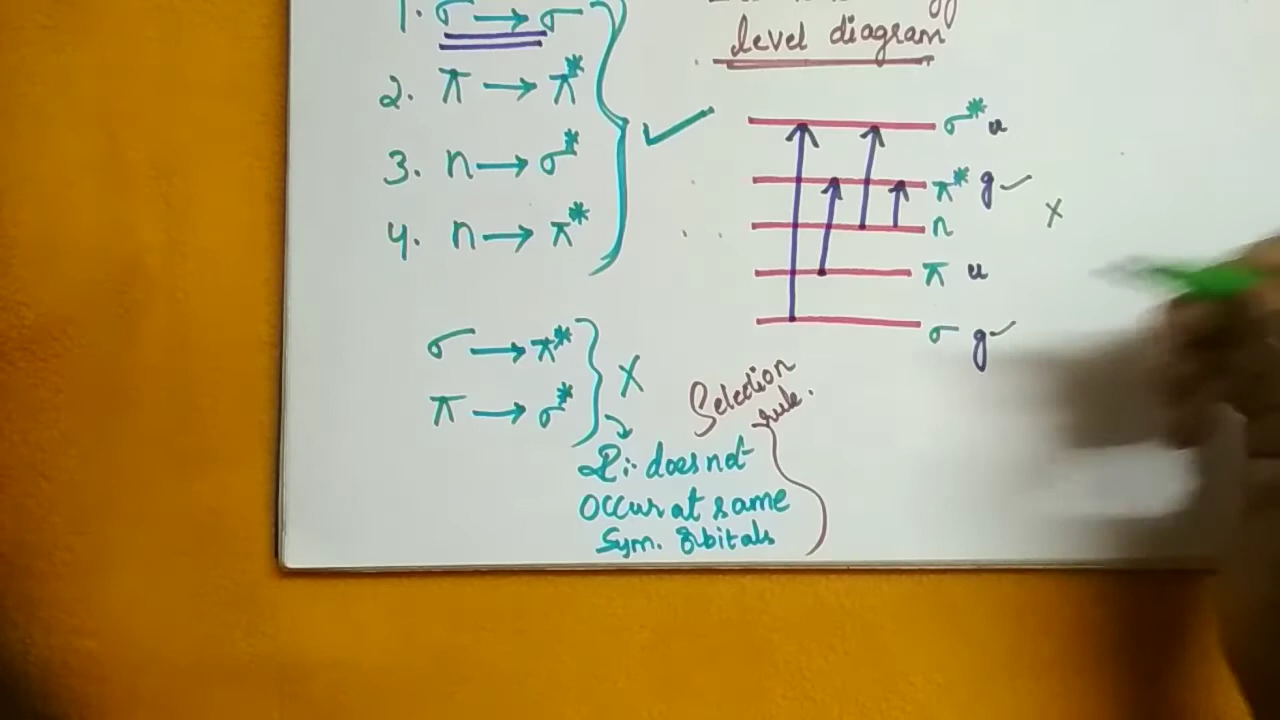 1. σ → σ
2. π → π*
3. n → σ*
4. n → π*
✓
σ → π*
π → σ*
X
does not
Occur at same
Sym. orbitals
Selection
rule.
level diagram
σ* u
π* g ✓
n
π u
σ g ✓
X